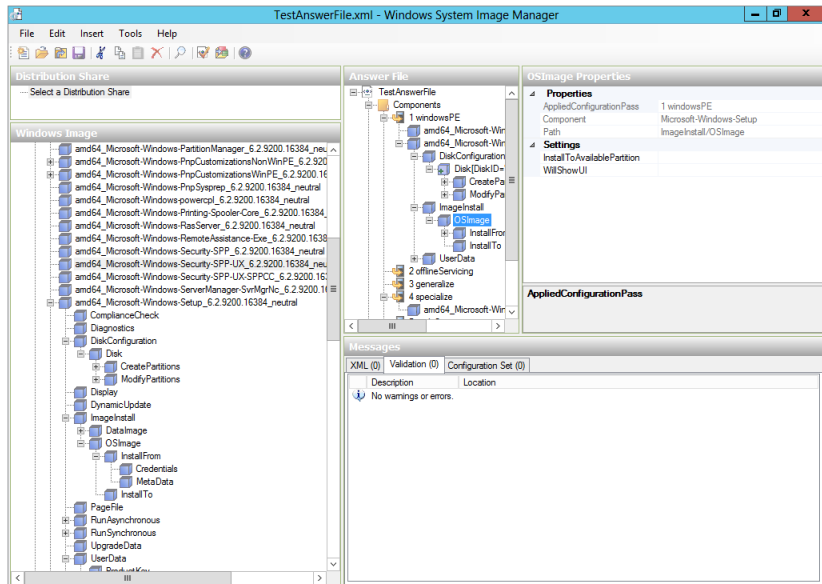 TestAnswerFile.xml - Windows System Image Manager
File Edit Insert Tools Help
Distribution Share
Select a Distribution Share
Windows Image
amd64_Microsoft-Windows-PartitionManager_6.2.9200.16384_neu
amd64_Microsoft-Windows-PnpCustomizationsNonWinPE_6.2.920
amd64_Microsoft-Windows-PnpCustomizationsWinPE_6.2.9200.16
amd64_Microsoft-Windows-PnpSysprep_6.2.9200.16384_neutral
amd64_Microsoft-Windows-powercpl_6.2.9200.16384_neutral
amd64_Microsoft-Windows-Printing-Spooler-Core_6.2.9200.16384_
amd64_Microsoft-Windows-RasServer_6.2.9200.16384_neutral
amd64_Microsoft-Windows-RemoteAssistance-Exe_6.2.9200.1638
amd64_Microsoft-Windows-Security-SPP_6.2.9200.16384_neutral
amd64_Microsoft-Windows-Security-SPP-UX_6.2.9200.16384_neu
amd64_Microsoft-Windows-Security-SPP-UX-SPPCC_6.2.9200.16
amd64_Microsoft-Windows-ServerManager-SvrMgrNc_6.2.9200.16
amd64_Microsoft-Windows-Setup_6.2.9200.16384_neutral
ComplianceCheck
Diagnostics
DiskConfiguration
Disk
CreatePartitions
ModifyPartitions
Display
DynamicUpdate
ImageInstall
DataImage
OSImage
InstallFrom
Credentials
MetaData
InstallTo
PageFile
RunAsynchronous
RunSynchronous
UpgradeData
UserData
ProductKey
Answer File
TestAnswerFile
Components
1 windowsPE
amd64_Microsoft-Win
amd64_Microsoft-Win
DiskConfiguration
Disk[DiskID=
CreatePa
ModifyPa
ImageInstall
OSImage
InstallFror
InstallTo
UserData
2 offlineServicing
3 generalize
4 specialize
amd64_Microsoft-Win
OSImage Properties
Properties
AppliedConfigurationPass 1 windowsPE
Component Microsoft-Windows-Setup
Path ImageInstall/OSImage
Settings
InstallToAvailablePartition
WillShowUI
AppliedConfigurationPass
Messages
XML (0) Validation (0) Configuration Set (0)
Description Location
No warnings or errors.